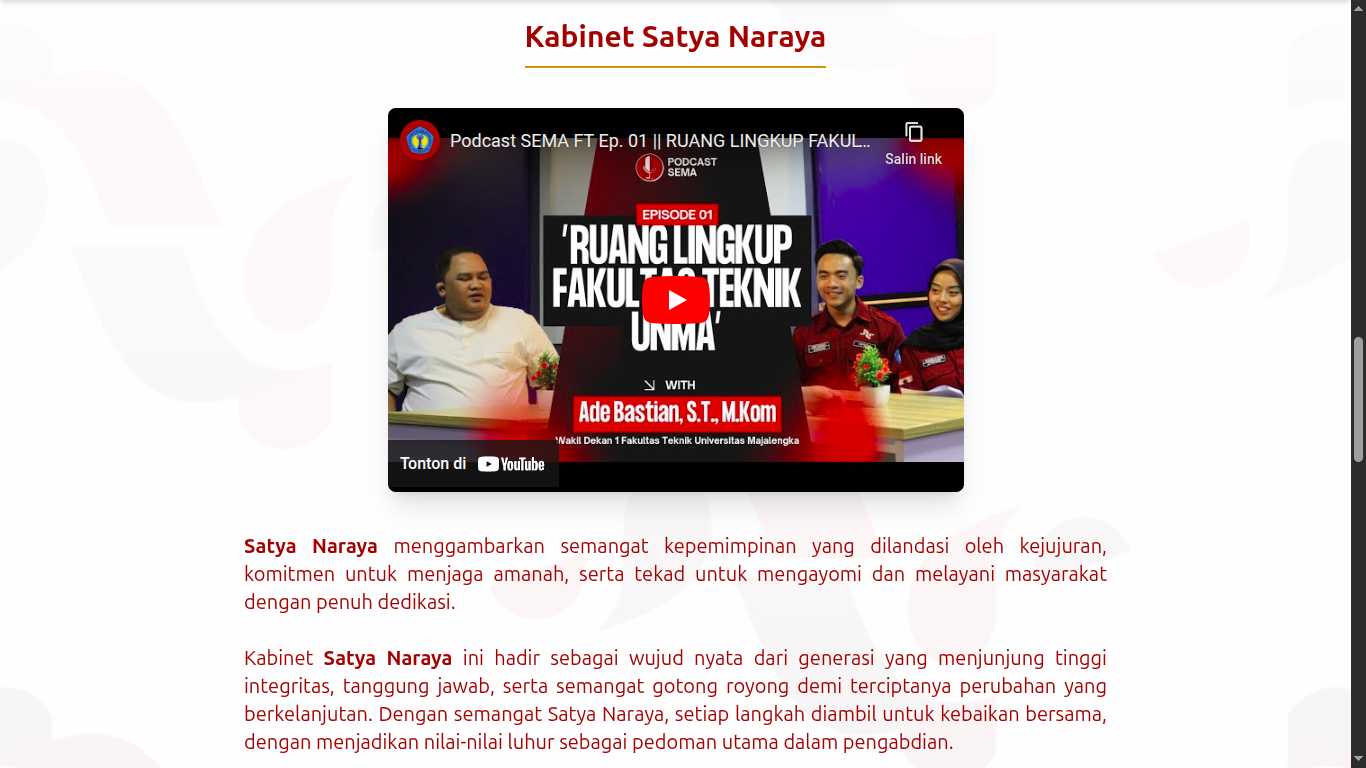 Kabinet Satya Naraya
Podcast SEMA FT Ep. 01 || RUANG LINGKUP FAKUL...
Salin link
PODCAST
SEMA
EPISODE 01
'RUANG LINGKUP
FAKULTAS TEKNIK
UNMA'
WITH
Ade Bastian, S.T., M.Kom
Wakil Dekan 1 Fakultas Teknik Universitas Majalengka
Tonton di YouTube
Satya Naraya menggambarkan semangat kepemimpinan yang dilandasi oleh kejujuran,
komitmen untuk menjaga amanah, serta tekad untuk mengayomi dan melayani masyarakat
dengan penuh dedikasi.
Kabinet Satya Naraya ini hadir sebagai wujud nyata dari generasi yang menjunjung tinggi
integritas, tanggung jawab, serta semangat gotong royong demi terciptanya perubahan yang
berkelanjutan. Dengan semangat Satya Naraya, setiap langkah diambil untuk kebaikan bersama,
dengan menjadikan nilai-nilai luhur sebagai pedoman utama dalam pengabdian.